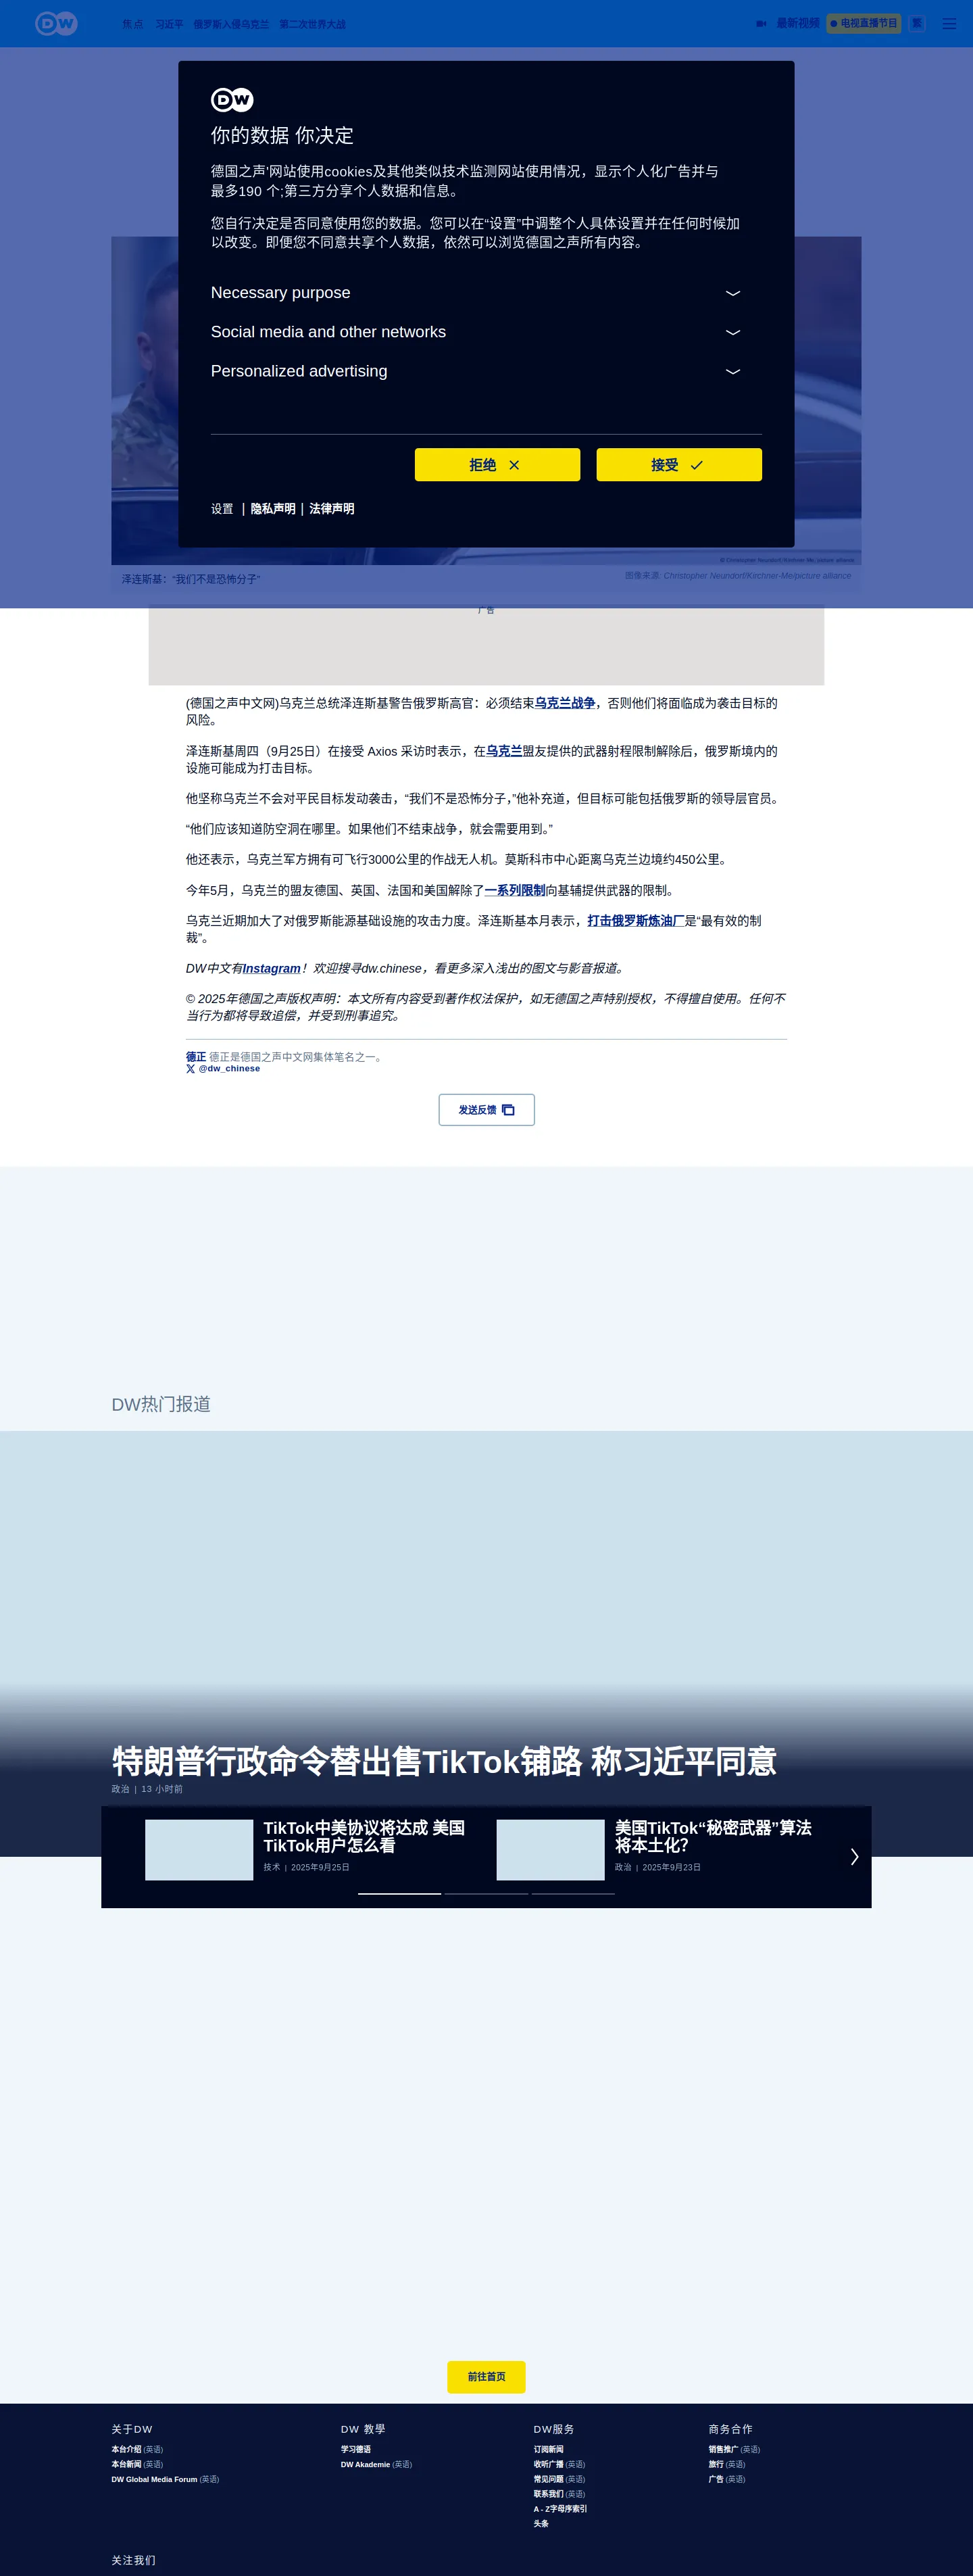 DW
焦点 习近平 俄罗斯入侵乌克兰 第二次世界大战
最新视频 电视直播节目 繁
DW
你的数据 你决定
德国之声'网站使用cookies及其他类似技术监测网站使用情况，显示个人化广告并与
最多190 个;第三方分享个人数据和信息。
您自行决定是否同意使用您的数据。您可以在“设置”中调整个人具体设置并在任何时候加
以改变。即便您不同意共享个人数据，依然可以浏览德国之声所有内容。
Necessary purpose
Social media and other networks
Personalized advertising
拒绝
接受
设置 | 隐私声明 | 法律声明
© Christopher Neundorf/Kirchner-Me, picture alliance
泽连斯基：“我们不是恐怖分子”
图像来源: Christopher Neundorf/Kirchner-Me/picture alliance
广告
(德国之声中文网)乌克兰总统泽连斯基警告俄罗斯高官：必须结束乌克兰战争，否则他们将面临成为袭击目标的
风险。
泽连斯基周四（9月25日）在接受 Axios 采访时表示，在乌克兰盟友提供的武器射程限制解除后，俄罗斯境内的
设施可能成为打击目标。
他坚称乌克兰不会对平民目标发动袭击，“我们不是恐怖分子，”他补充道，但目标可能包括俄罗斯的领导层官员。
“他们应该知道防空洞在哪里。如果他们不结束战争，就会需要用到。”
他还表示，乌克兰军方拥有可飞行3000公里的作战无人机。莫斯科市中心距离乌克兰边境约450公里。
今年5月，乌克兰的盟友德国、英国、法国和美国解除了一系列限制向基辅提供武器的限制。
乌克兰近期加大了对俄罗斯能源基础设施的攻击力度。泽连斯基本月表示，打击俄罗斯炼油厂是“最有效的制
裁”。
DW中文有Instagram！欢迎搜寻dw.chinese，看更多深入浅出的图文与影音报道。
© 2025年德国之声版权声明：本文所有内容受到著作权法保护，如无德国之声特别授权，不得擅自使用。任何不
当行为都将导致追偿，并受到刑事追究。
德正 德正是德国之声中文网集体笔名之一。
@dw_chinese
发送反馈
DW热门报道
特朗普行政命令替出售TikTok铺路 称习近平同意
政治 | 13 小时前
TikTok中美协议将达成 美国
TikTok用户怎么看
技术 | 2025年9月25日
美国TikTok“秘密武器”算法
将本土化？
政治 | 2025年9月23日
前往首页
关于DW
本台介绍 (英语)
本台新闻 (英语)
DW Global Media Forum (英语)
DW 教學
学习德语
DW Akademie (英语)
DW服务
订阅新闻
收听广播 (英语)
常见问题 (英语)
联系我们 (英语)
A - Z字母序索引
头条
商务合作
销售推广 (英语)
旅行 (英语)
广告 (英语)
关注我们